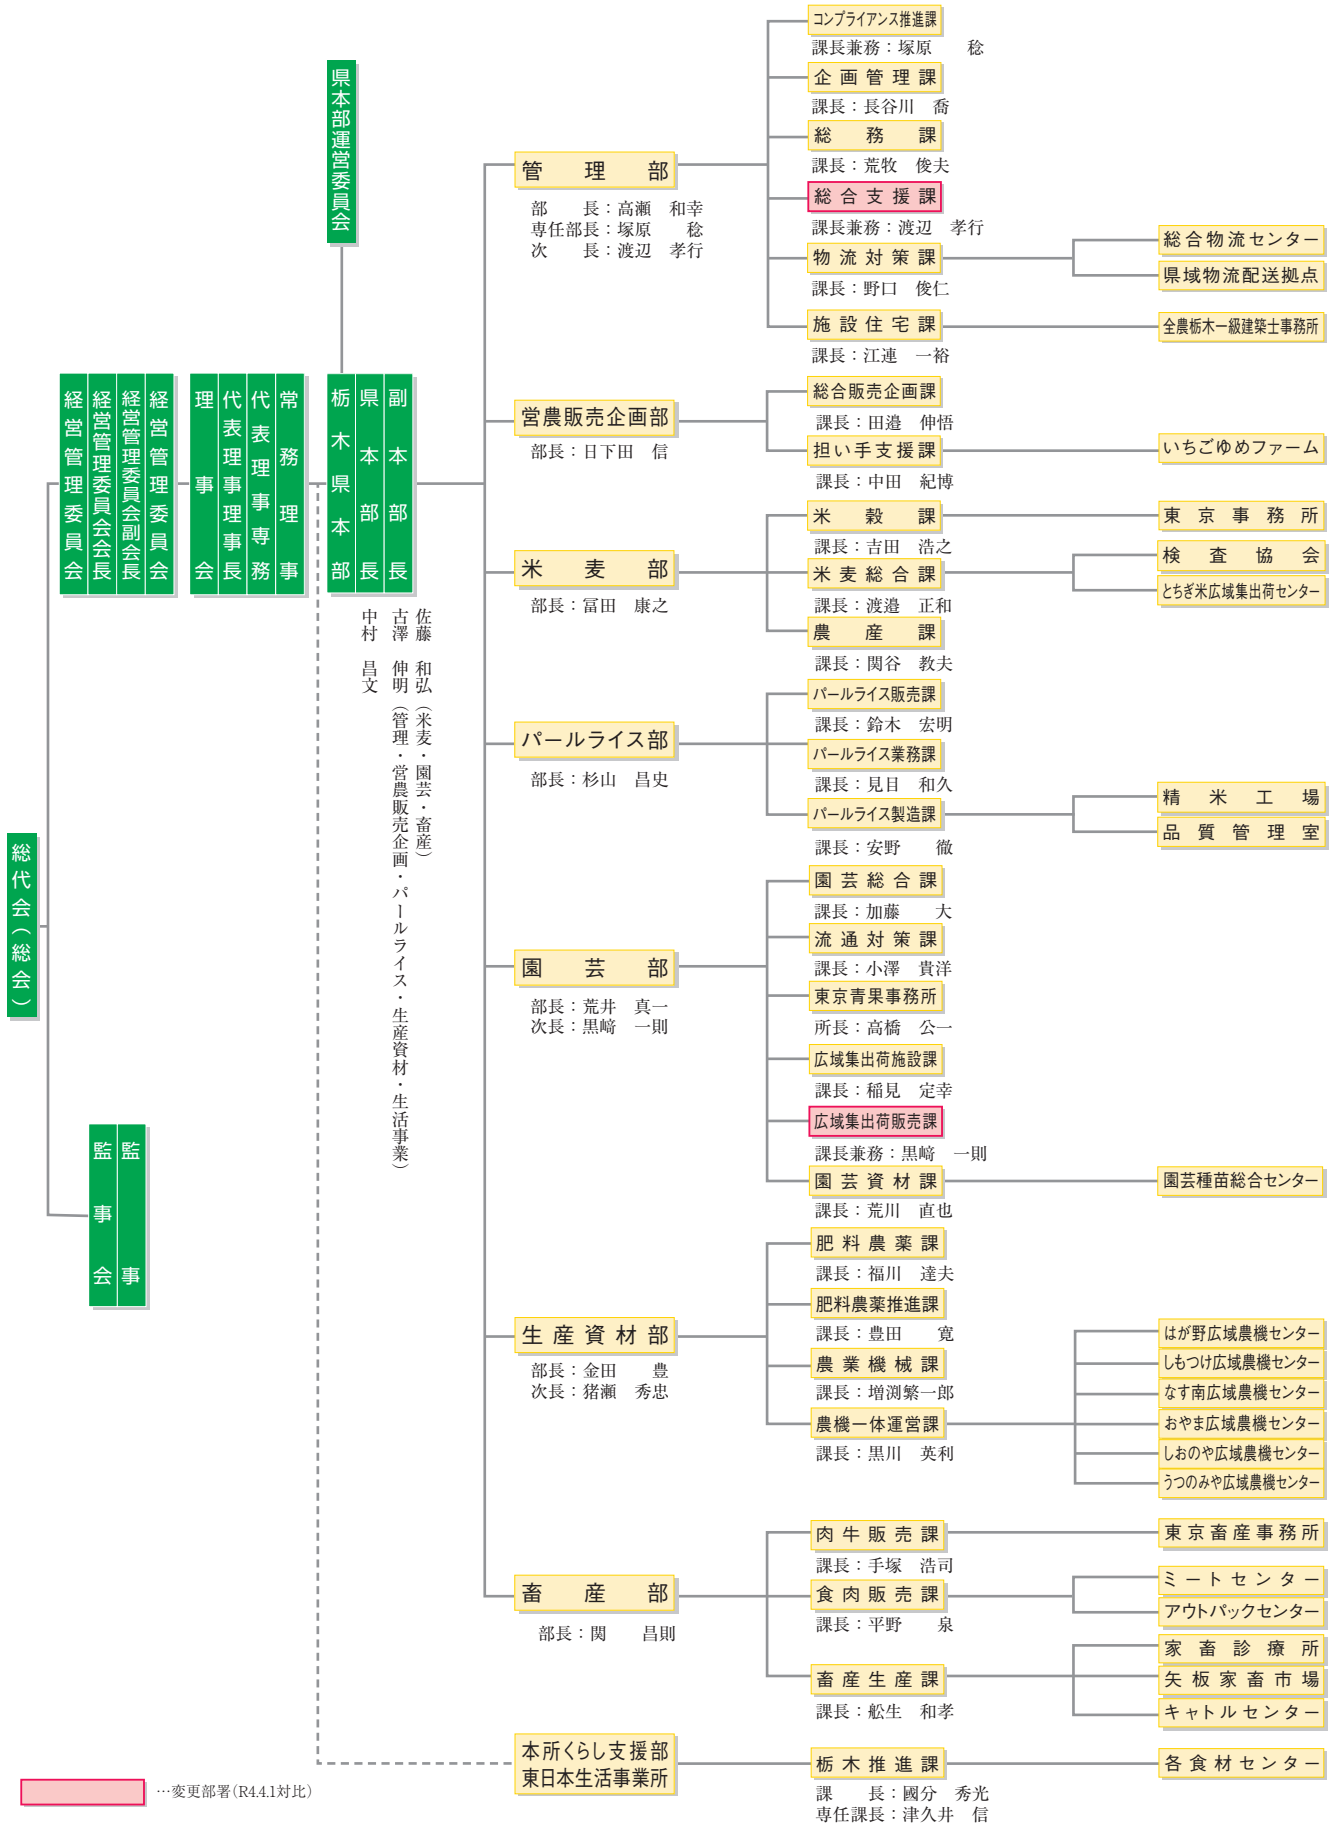 総代会（総会）
経営管理委員会
経営管理委員会会長
経営管理委員会副会長
経営管理委員会
理事会
代表理事理事長
代表理事専務
常務理事
監事会
監事
県本部運営委員会
栃木県本部
県本部長
副本部長
中村　昌文
古澤　伸明（管理・営農販売企画・パールライス・生産資材・生活事業）
佐藤　和弘（米麦・園芸・畜産）
管理部
部　　長：高瀬　和幸
専任部長：塚原　　稔
次　　長：渡辺　孝行
コンプライアンス推進課
課長兼務：塚原　　稔
企画管理課
課長：長谷川　喬
総務課
課長：荒牧　俊夫
総合支援課
課長兼務：渡辺　孝行
物流対策課
課長：野口　俊仁
総合物流センター
県域物流配送拠点
施設住宅課
課長：江連　一裕
全農栃木一級建築士事務所
営農販売企画部
部長：日下田　信
総合販売企画課
課長：田邉　伸悟
担い手支援課
課長：中田　紀博
いちごゆめファーム
米麦部
部長：冨田　康之
米穀課
課長：吉田　浩之
東京事務所
米麦総合課
課長：渡邉　正和
検査協会
とちぎ米広域集出荷センター
農産課
課長：関谷　教夫
パールライス部
部長：杉山　昌史
パールライス販売課
課長：鈴木　宏明
パールライス業務課
課長：見目　和久
パールライス製造課
課長：安野　　徹
精米工場
品質管理室
園芸部
部長：荒井　真一
次長：黒﨑　一則
園芸総合課
課長：加藤　　大
流通対策課
課長：小澤　貴洋
東京青果事務所
所長：高橋　公一
広域集出荷施設課
課長：稲見　定幸
広域集出荷販売課
課長兼務：黒﨑　一則
園芸資材課
課長：荒川　直也
園芸種苗総合センター
生産資材部
部長：金田　　豊
次長：猪瀬　秀忠
肥料農薬課
課長：福川　達夫
肥料農薬推進課
課長：豊田　　寛
農業機械課
課長：増渕繁一郎
農機一体運営課
課長：黒川　英利
はが野広域農機センター
しもつけ広域農機センター
なす南広域農機センター
おやま広域農機センター
しおのや広域農機センター
うつのみや広域農機センター
畜産部
部長：関　　昌則
肉牛販売課
課長：手塚　浩司
東京畜産事務所
食肉販売課
課長：平野　　泉
ミートセンター
アウトパックセンター
畜産生産課
課長：舩生　和孝
家畜診療所
矢板家畜市場
キャトルセンター
本所くらし支援部
東日本生活事業所
栃木推進課
課　　長：國分　秀光
専任課長：津久井　信
各食材センター
…変更部署（R4.4.1対比）